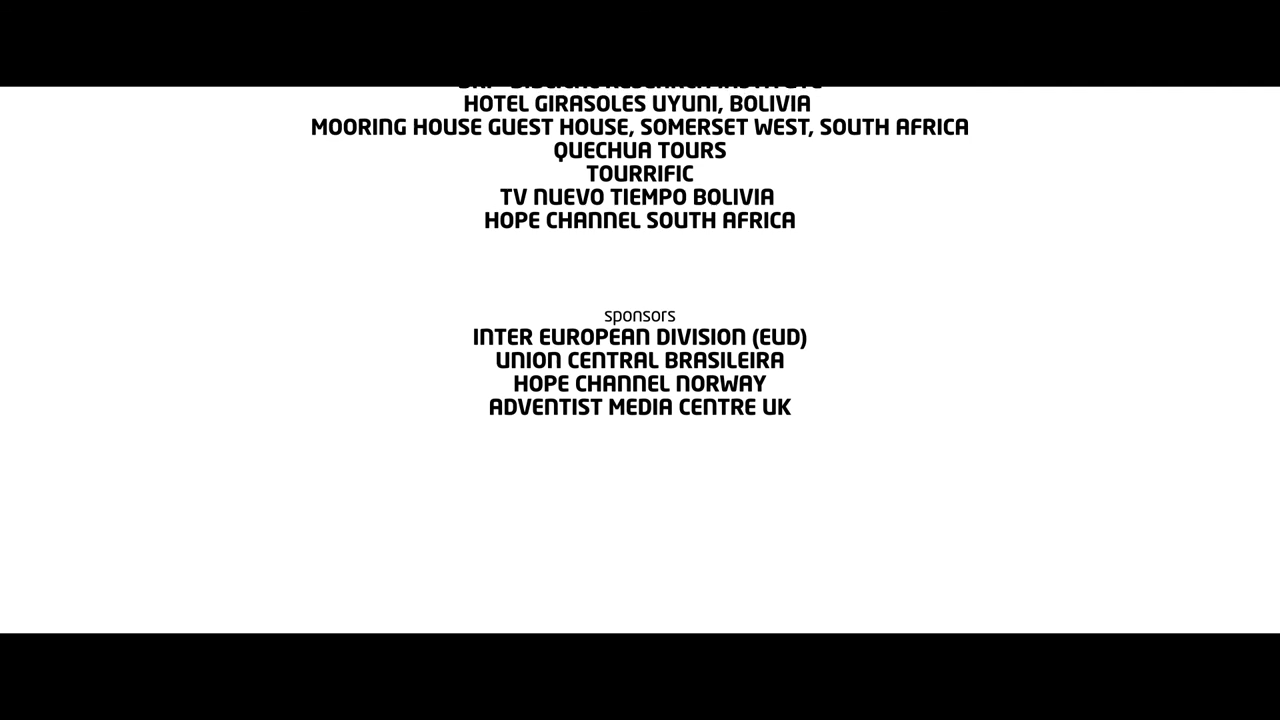 HOTEL GIRASOLES UYUNI, BOLIVIA
MOORING HOUSE GUEST HOUSE, SOMERSET WEST, SOUTH AFRICA
QUECHUA TOURS
TOURRIFIC
TV NUEVO TIEMPO BOLIVIA
HOPE CHANNEL SOUTH AFRICA
sponsors
INTER EUROPEAN DIVISION (EUD)
UNION CENTRAL BRASILEIRA
HOPE CHANNEL NORWAY
ADVENTIST MEDIA CENTRE UK